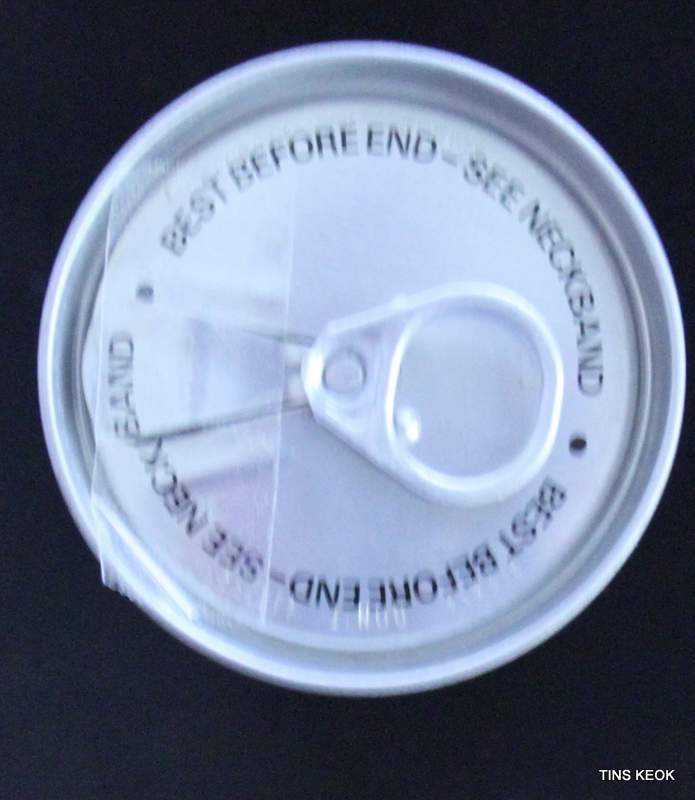 BEST BEFORE END - SEE NECKBAND
BEST BEFORE END - SEE NECKBAND
TINS KEOK